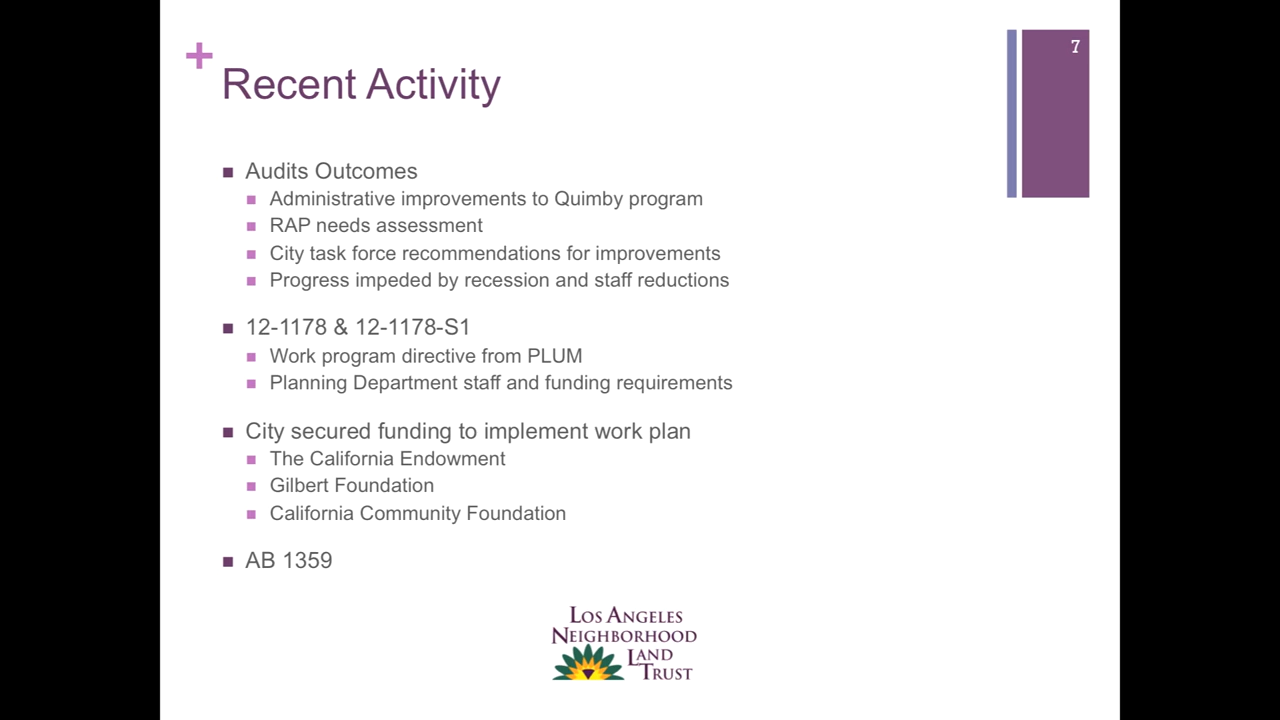 +
7
Recent Activity
Audits Outcomes
Administrative improvements to Quimby program
RAP needs assessment
City task force recommendations for improvements
Progress impeded by recession and staff reductions
12-1178 & 12-1178-S1
Work program directive from PLUM
Planning Department staff and funding requirements
City secured funding to implement work plan
The California Endowment
Gilbert Foundation
California Community Foundation
AB 1359
LOS ANGELES
NEIGHBORHOOD
LAND
TRUST